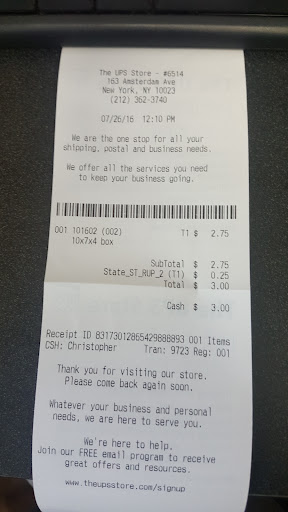 The UPS Store - #6514
163 Amsterdam Ave
New York, NY 10023
(212) 362-3740
07/26/16 12:10 PM
We are the one stop for all your
shipping, postal and business needs.
We offer all the services you need
to keep your business going.
001 101602 (002) T1 $ 2.75
10x7x4 box
SubTotal $ 2.75
State_ST_RUP_2 (T1) $ 0.25
Total $ 3.00
Cash $ 3.00
Receipt ID 83173012865429888893 001 Items
CSH: Christopher Tran: 9723 Reg: 001
Thank you for visiting our store.
Please come back again soon.
Whatever your business and personal
needs, we are here to serve you.
We're here to help.
Join our FREE email program to receive
great offers and resources.
www.theupsstore.com/signup